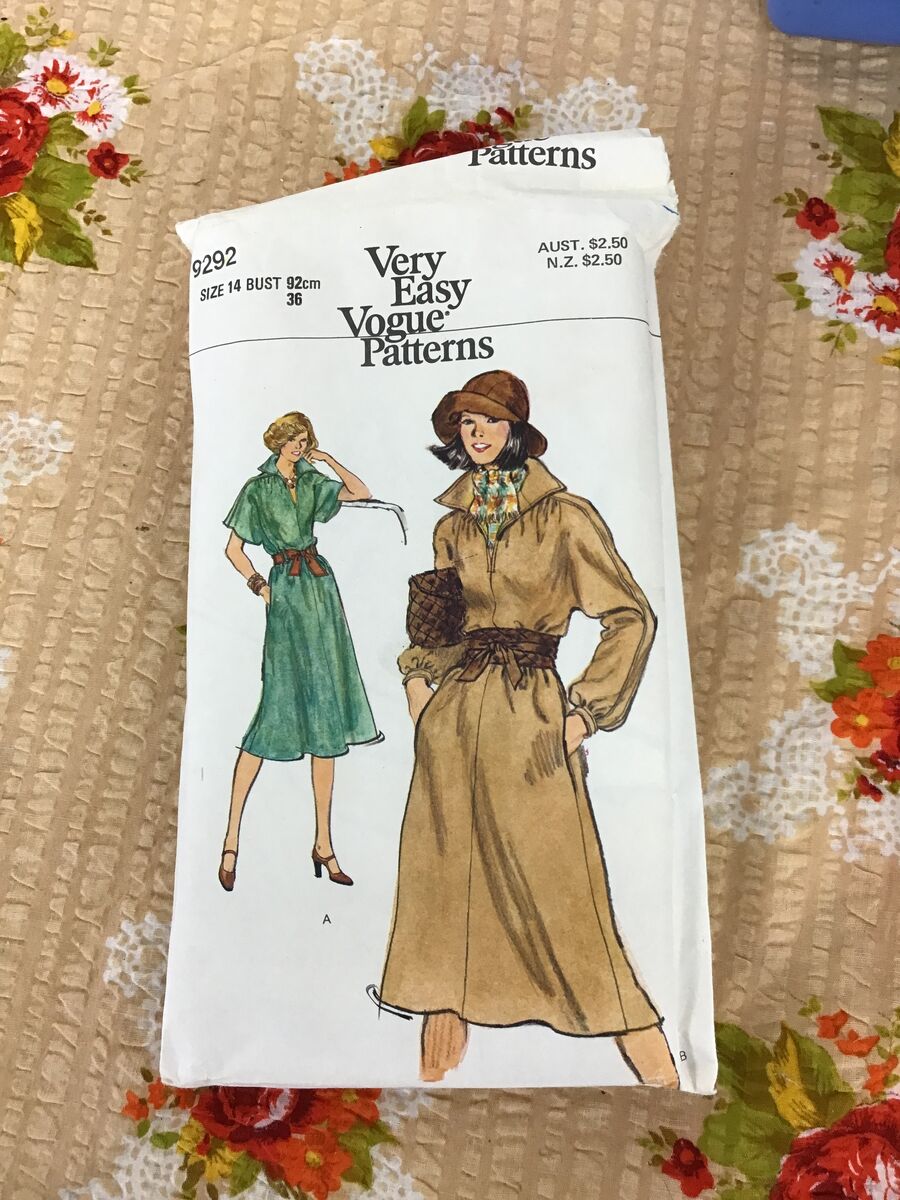 Patterns
9292
SIZE 14 BUST 92cm
36
Very
Easy
Vogue®
Patterns
AUST. $2.50
N.Z. $2.50
A
B